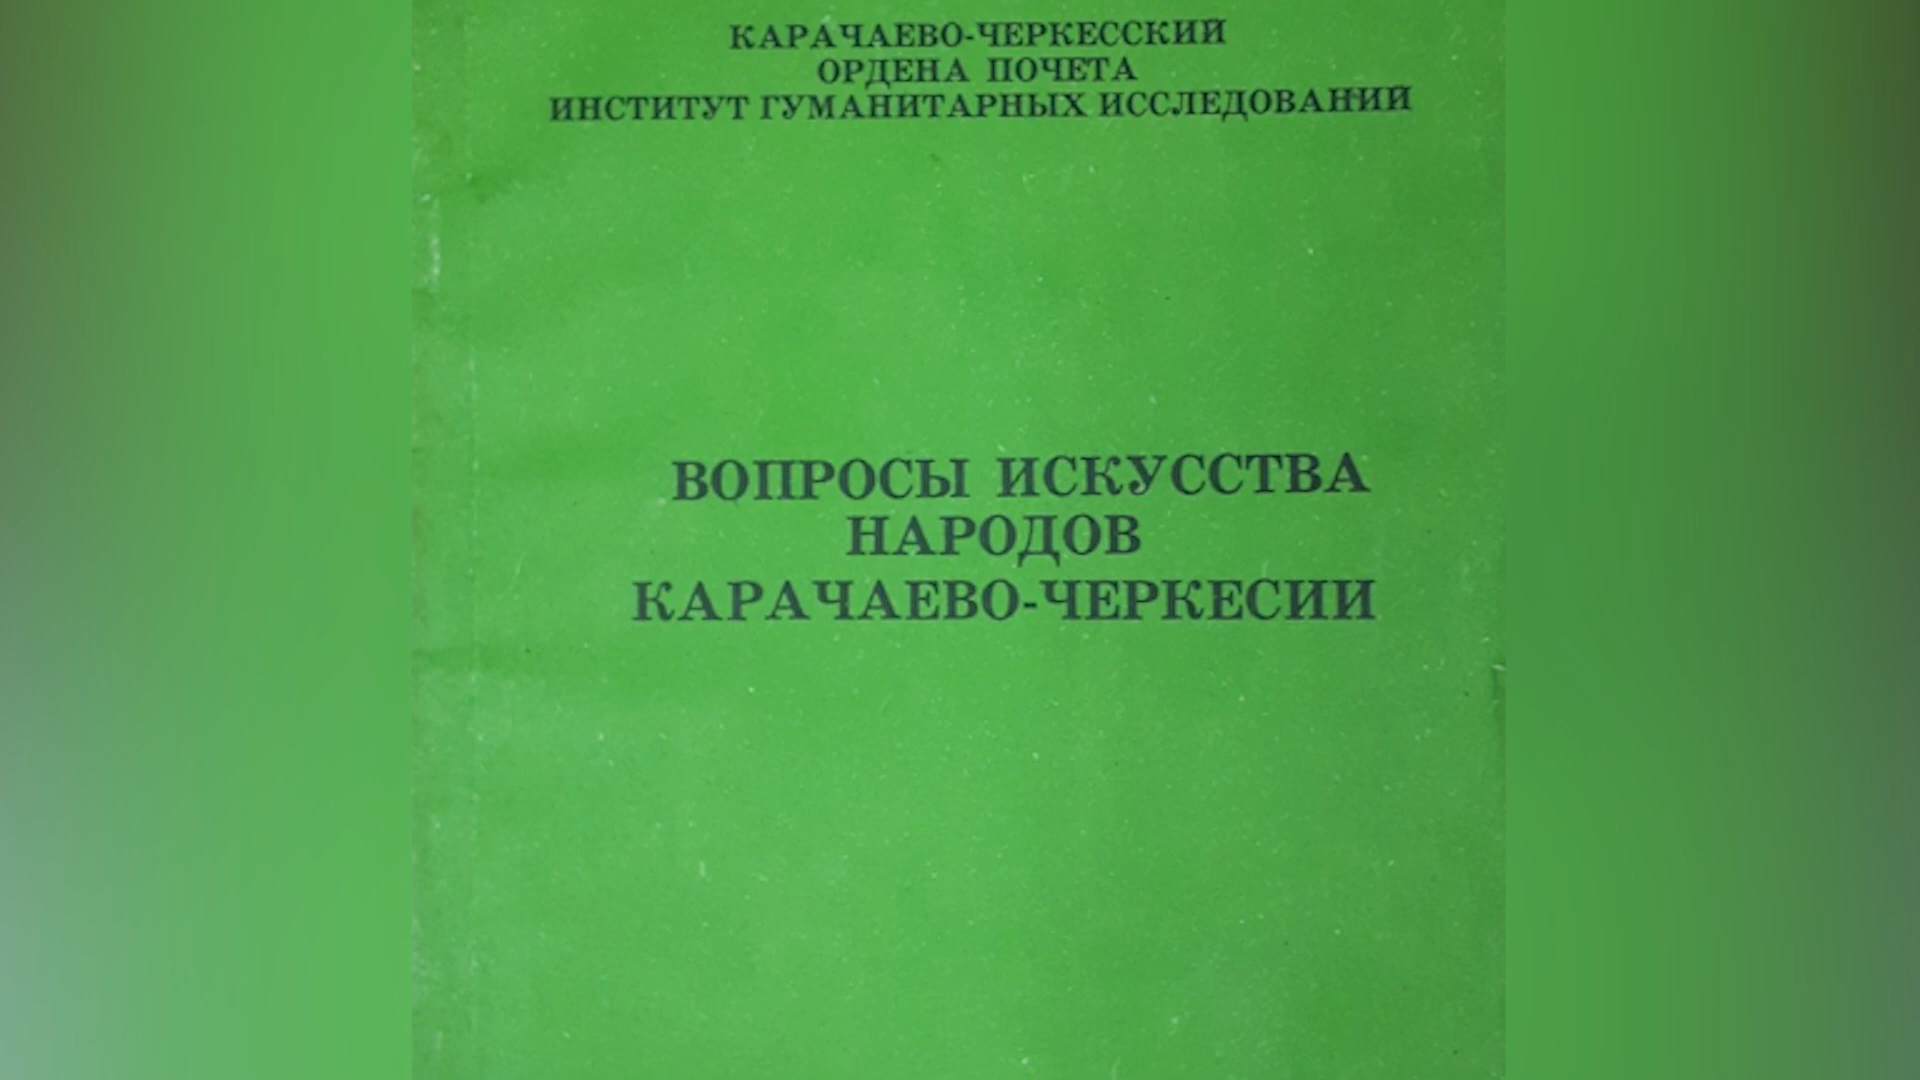 КАРАЧАЕВО-ЧЕРКЕССКИЙ
ОРДЕНА ПОЧЕТА
ИНСТИТУТ ГУМАНИТАРНЫХ ИССЛЕДОВАНИЙ
ВОПРОСЫ ИСКУССТВА
НАРОДОВ
КАРАЧАЕВО-ЧЕРКЕСИИ